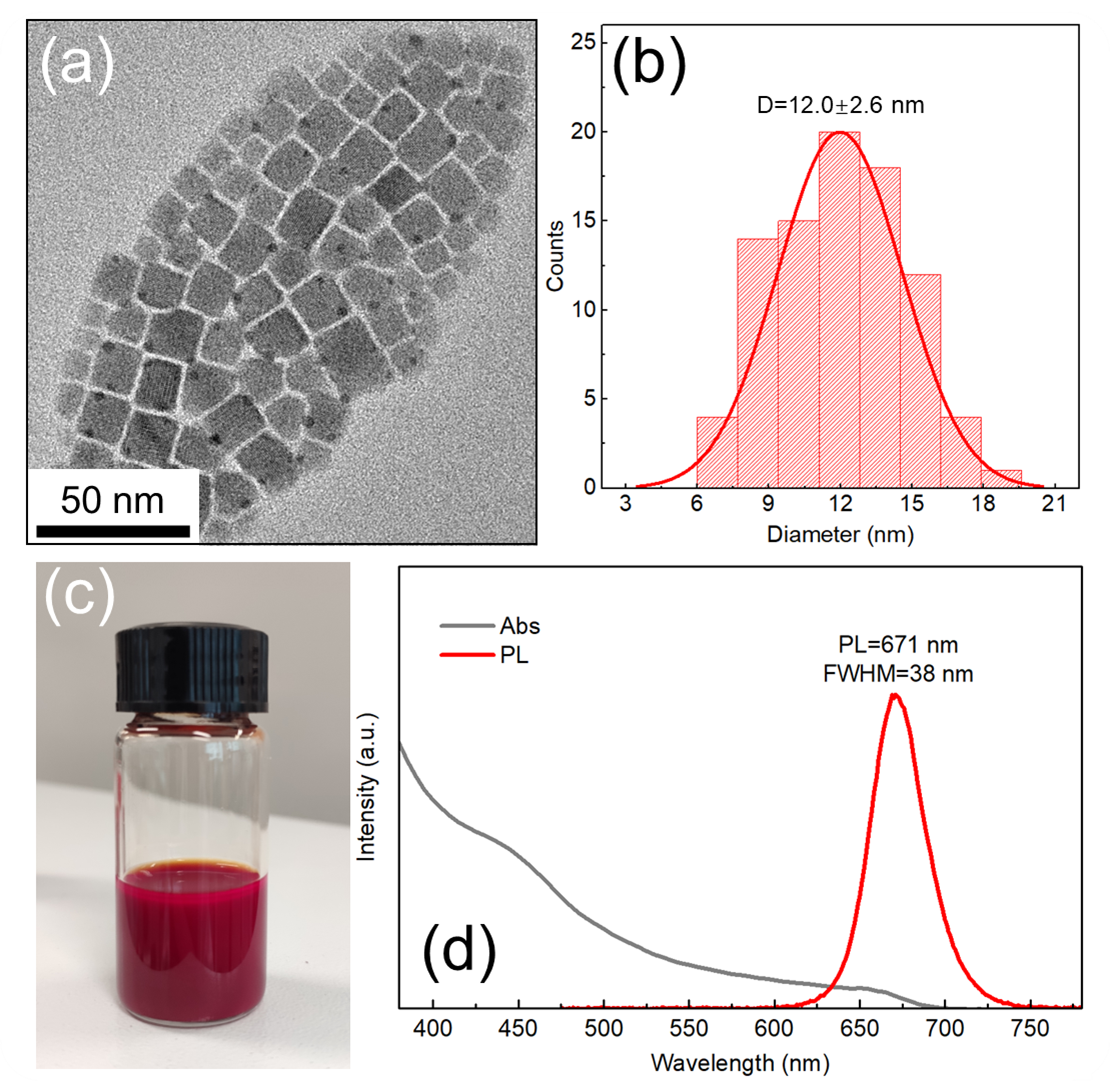 (a)
50 nm
(b)
D=12.0±2.6 nm
25
20
15
10
5
0
Counts
3 6 9 12 15 18 21
Diameter (nm)
(c)
(d)
Abs
PL
PL=671 nm
FWHM=38 nm
Intensity (a.u.)
400 450 500 550 600 650 700 750
Wavelength (nm)